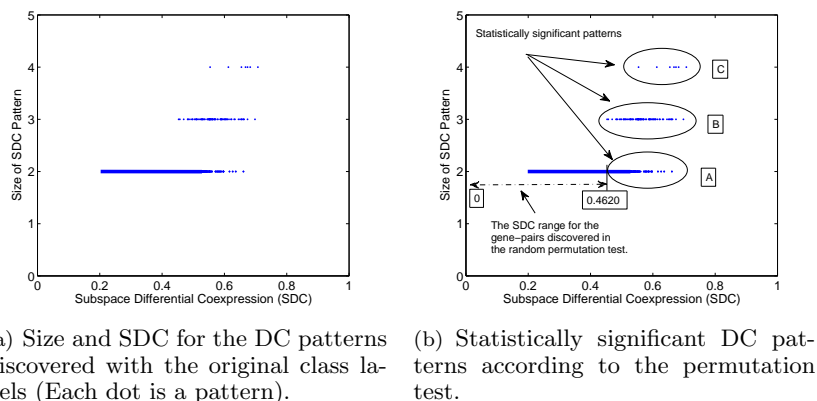 5
4
3
2
1
0
Size of SDC Pattern
0 0.2 0.4 0.6 0.8 1
Subspace Differential Coexpression (SDC)
5
4
3
2
1
0
Size of SDC Pattern
Statistically significant patterns
C
B
A
0
0.4620
The SDC range for the
gene−pairs discovered in
the random permutation test.
0 0.2 0.4 0.6 0.8 1
Subspace Differential Coexpression (SDC)
) Size and SDC for the DC patterns
iscovered with the original class la-
els (Each dot is a pattern).
(b) Statistically significant DC pat-
terns according to the permutation
test.